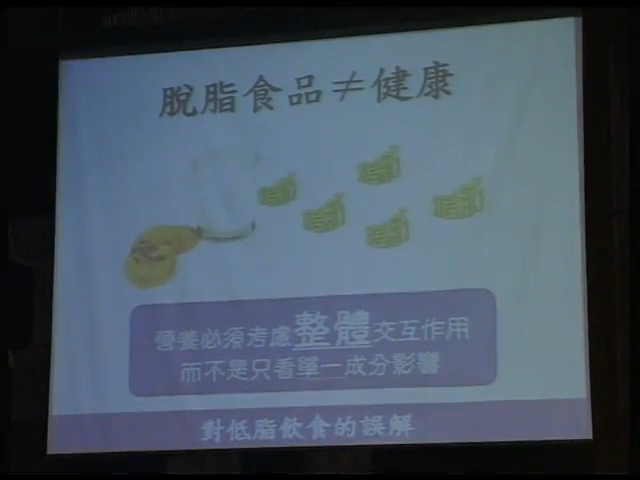 脫脂食品≠健康
營養必須考慮整體交互作用
而不是只看單一成分影響
對低脂飲食的誤解